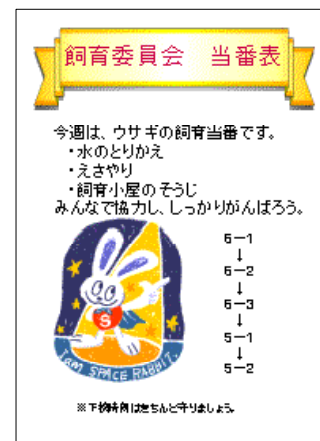 飼育委員会 当番表
今週は、ウサギの飼育当番です。
・水のとりかえ
・えさやり
・飼育小屋のそうじ
みんなで協力し、しっかりがんばろう。
6－1
↓
6－2
↓
6－3
↓
5－1
↓
5－2
S
I am SPACE RABBIT.
※下校時刻はきちんと守りましょう。